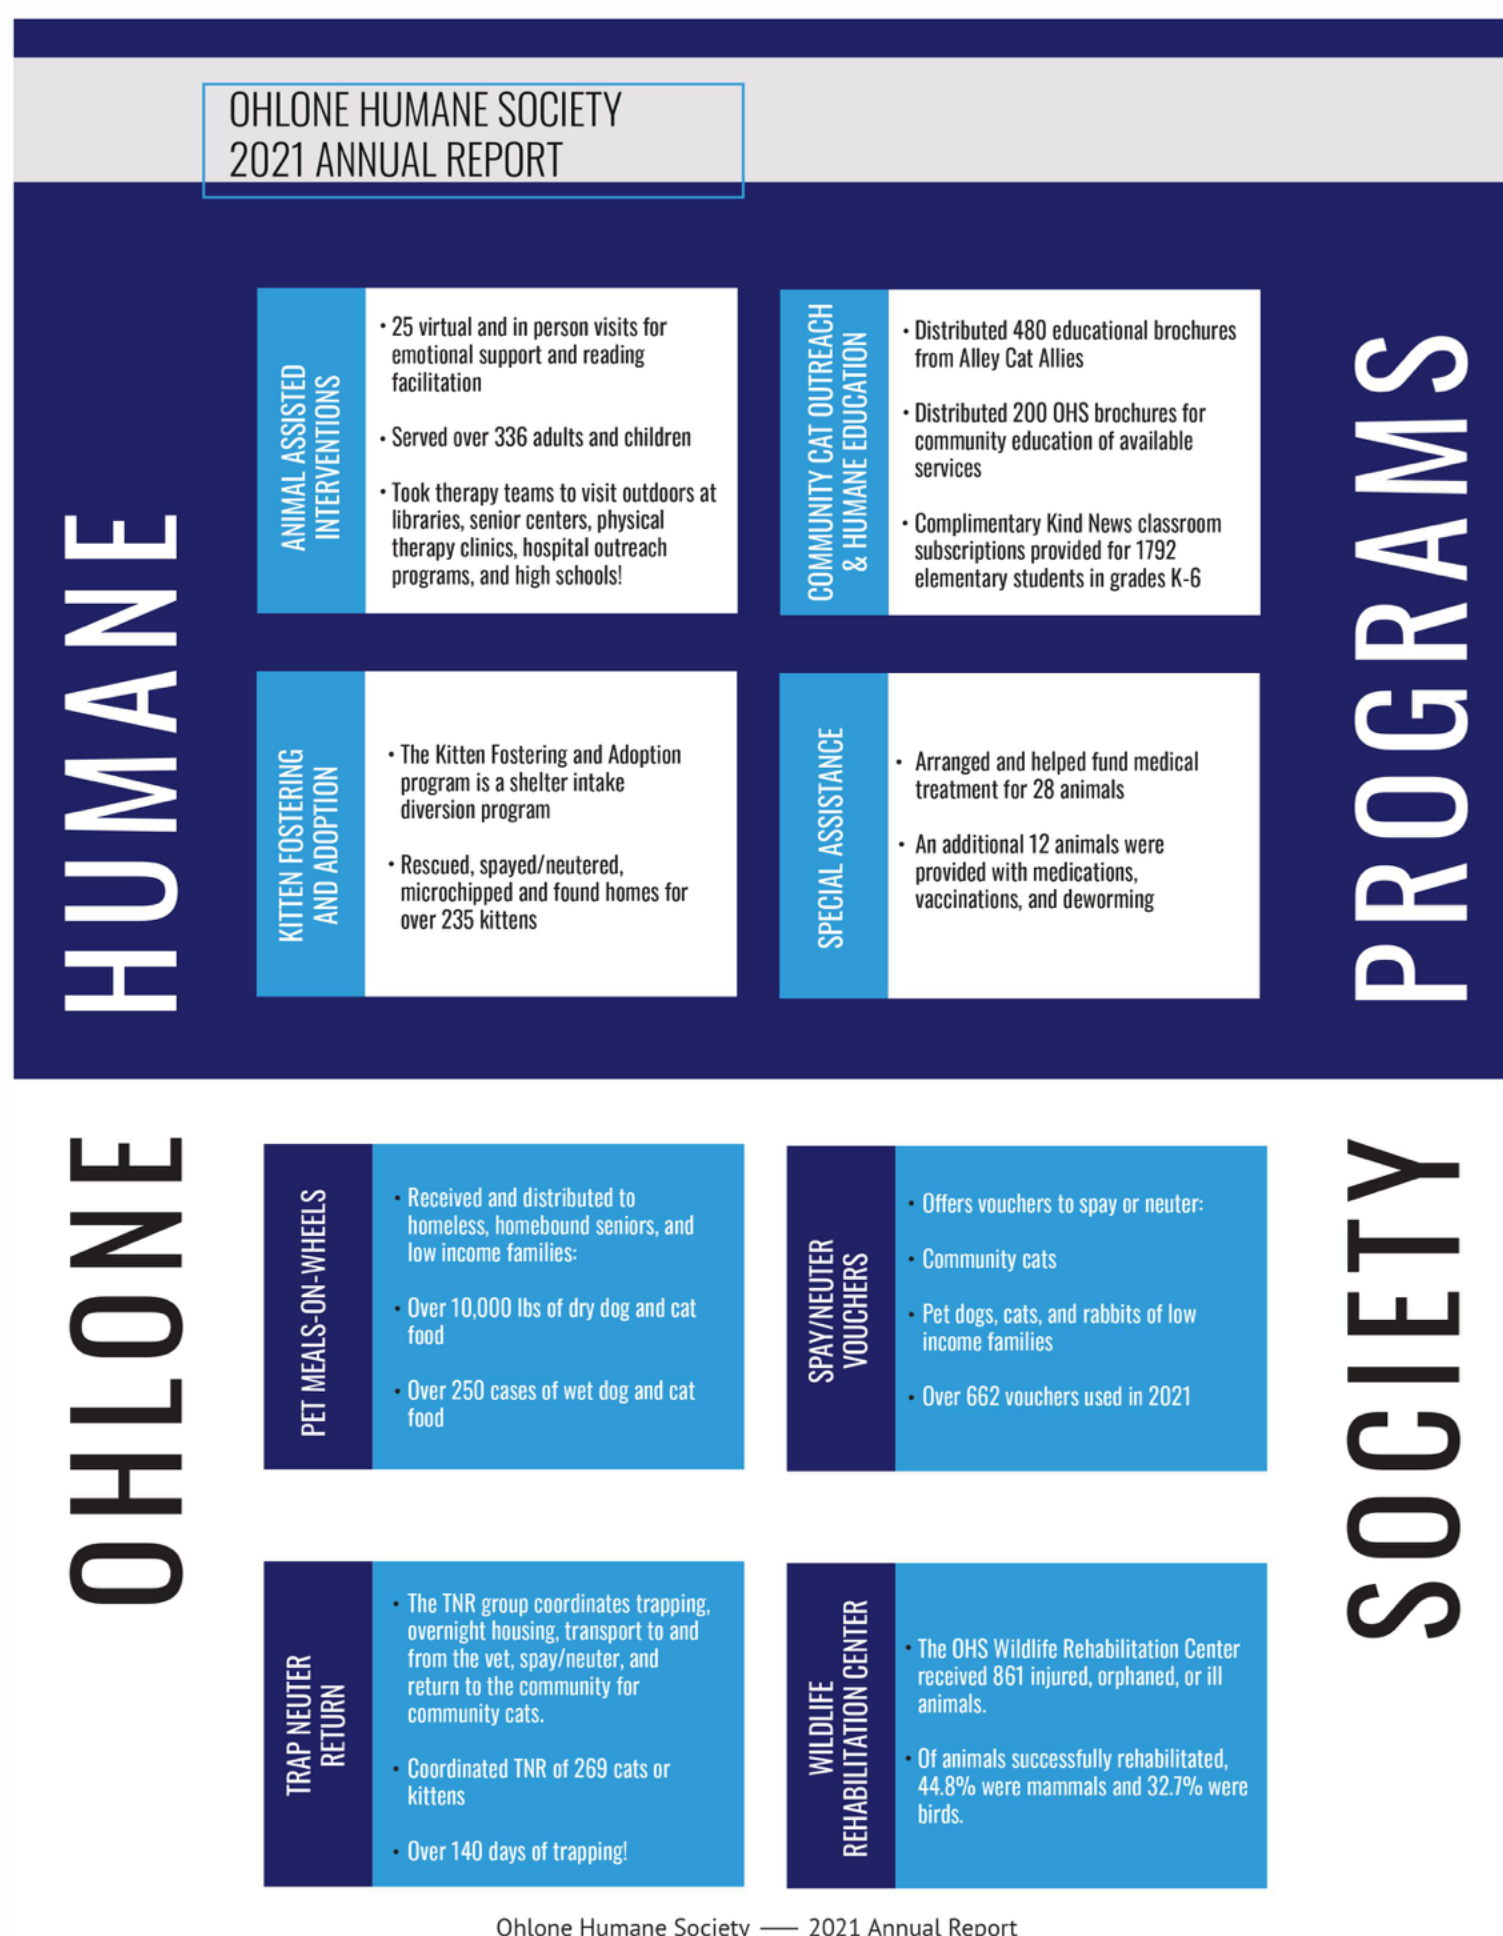 OHLONE HUMANE SOCIETY
2021 ANNUAL REPORT
HUMANE
PROGRAMS
ANIMAL ASSISTED
INTERVENTIONS
• 25 virtual and in person visits for
emotional support and reading
facilitation
• Served over 336 adults and children
• Took therapy teams to visit outdoors at
libraries, senior centers, physical
therapy clinics, hospital outreach
programs, and high schools!
COMMUNITY CAT OUTREACH
& HUMANE EDUCATION
• Distributed 480 educational brochures
from Alley Cat Allies
• Distributed 200 OHS brochures for
community education of available
services
• Complimentary Kind News classroom
subscriptions provided for 1792
elementary students in grades K-6
KITTEN FOSTERING
AND ADOPTION
• The Kitten Fostering and Adoption
program is a shelter intake
diversion program
• Rescued, spayed/neutered,
microchipped and found homes for
over 235 kittens
SPECIAL ASSISTANCE
• Arranged and helped fund medical
treatment for 28 animals
• An additional 12 animals were
provided with medications,
vaccinations, and deworming
OHLONE
SOCIETY
PET MEALS-ON-WHEELS
• Received and distributed to
homeless, homebound seniors, and
low income families:
• Over 10,000 lbs of dry dog and cat
food
• Over 250 cases of wet dog and cat
food
SPAY/NEUTER
VOUCHERS
• Offers vouchers to spay or neuter:
• Community cats
• Pet dogs, cats, and rabbits of low
income families
• Over 662 vouchers used in 2021
TRAP NEUTER
RETURN
• The TNR group coordinates trapping,
overnight housing, transport to and
from the vet, spay/neuter, and
return to the community for
community cats.
• Coordinated TNR of 269 cats or
kittens
• Over 140 days of trapping!
WILDLIFE
REHABILITATION CENTER
• The OHS Wildlife Rehabilitation Center
received 861 injured, orphaned, or ill
animals.
• Of animals successfully rehabilitated,
44.8% were mammals and 32.7% were
birds.
Ohlone Humane Society — 2021 Annual Report